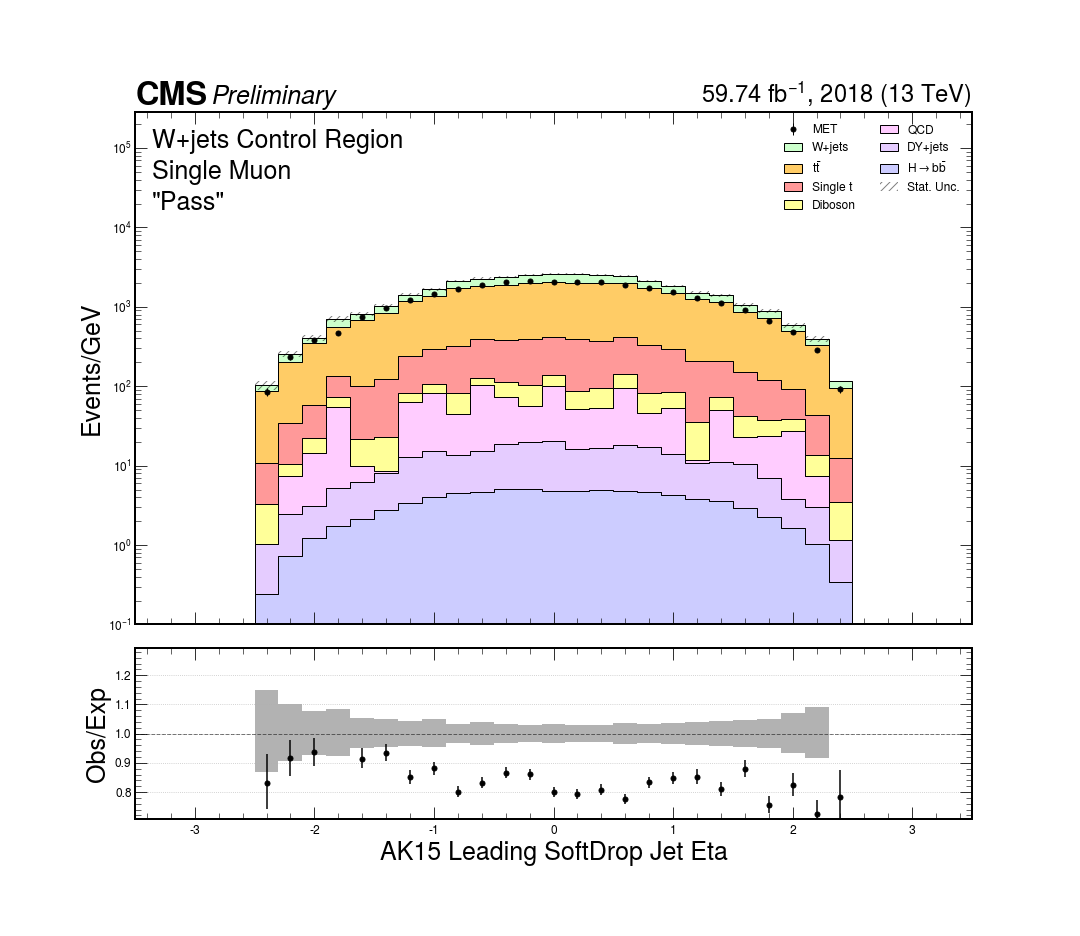 CMS Preliminary
59.74 fb⁻¹, 2018 (13 TeV)
W+jets Control Region
Single Muon
"Pass"
MET
W+jets
tt̄
Single t
Diboson
QCD
DY+jets
H→bb̄
Stat. Unc.
Events/GeV
10⁵
10⁴
10³
10²
10¹
10⁰
10⁻¹
Obs/Exp
1.2
1.1
1.0
0.9
0.8
-3 -2 -1 0 1 2 3
AK15 Leading SoftDrop Jet Eta